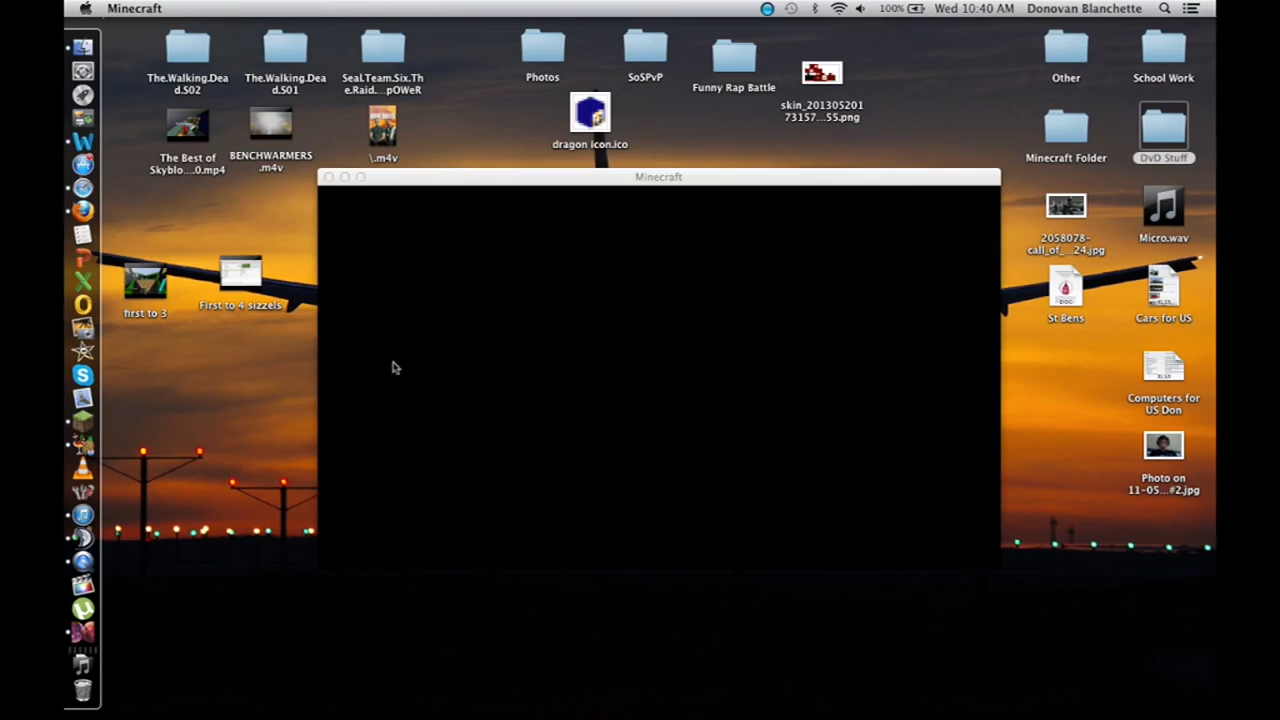 Minecraft
100%
Wed 10:40 AM
Donovan Blanchette
The.Walking.Dea
d.S02
The.Walking.Dea
d.S01
Seal.Team.Six.The
e.Raid....pOWeR
Photos
SoSPvP
Funny Rap Battle
skin_201305201
73157...55.png
Other
School Work
The Best of
Skyblo....0.mp4
BENCHWARMERS
.m4v
\.m4v
dragon icon.ico
Minecraft Folder
DvD Stuff
Minecraft
2058078-
call_of_...24.jpg
Micro.wav
first to 3
First to 4 sizzels
DOC
St Bens
XLSX
Cars for US
XLSX
Computers for
US Don
Photo on
11-05...#2.jpg